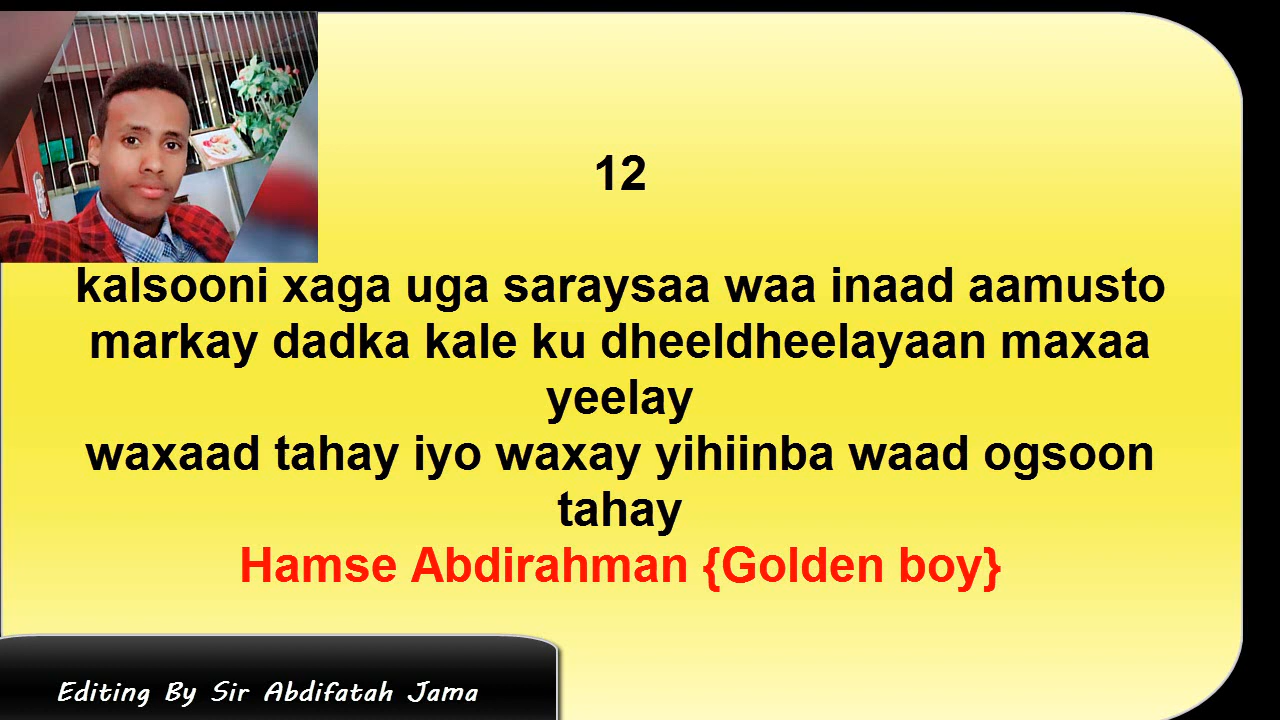 12
kalsooni xaga uga saraysaa waa inaad aamusto
markay dadka kale ku dheeldheelayaan maxaa
yeelay
waxaad tahay iyo waxay yihiinba waad ogsoon
tahay
Hamse Abdirahman {Golden boy}
Editing By Sir Abdifatah Jama